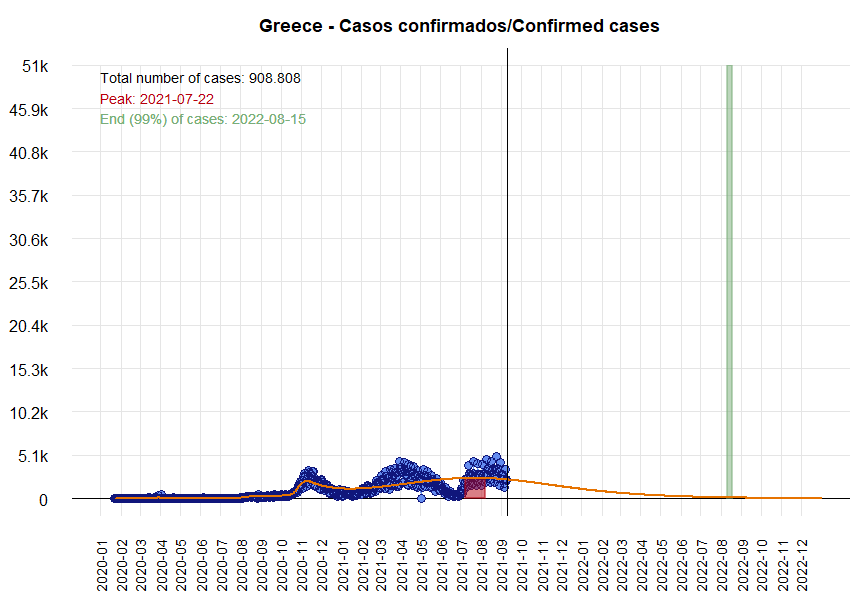 Greece - Casos confirmados/Confirmed cases
Total number of cases: 908.808
Peak: 2021-07-22
End (99%) of cases: 2022-08-15
51k
45.9k
40.8k
35.7k
30.6k
25.5k
20.4k
15.3k
10.2k
5.1k
0
2020-01
2020-02
2020-03
2020-04
2020-05
2020-06
2020-07
2020-08
2020-09
2020-10
2020-11
2020-12
2021-01
2021-02
2021-03
2021-04
2021-05
2021-06
2021-07
2021-08
2021-09
2021-10
2021-11
2021-12
2022-01
2022-02
2022-03
2022-04
2022-05
2022-06
2022-07
2022-08
2022-09
2022-10
2022-11
2022-12